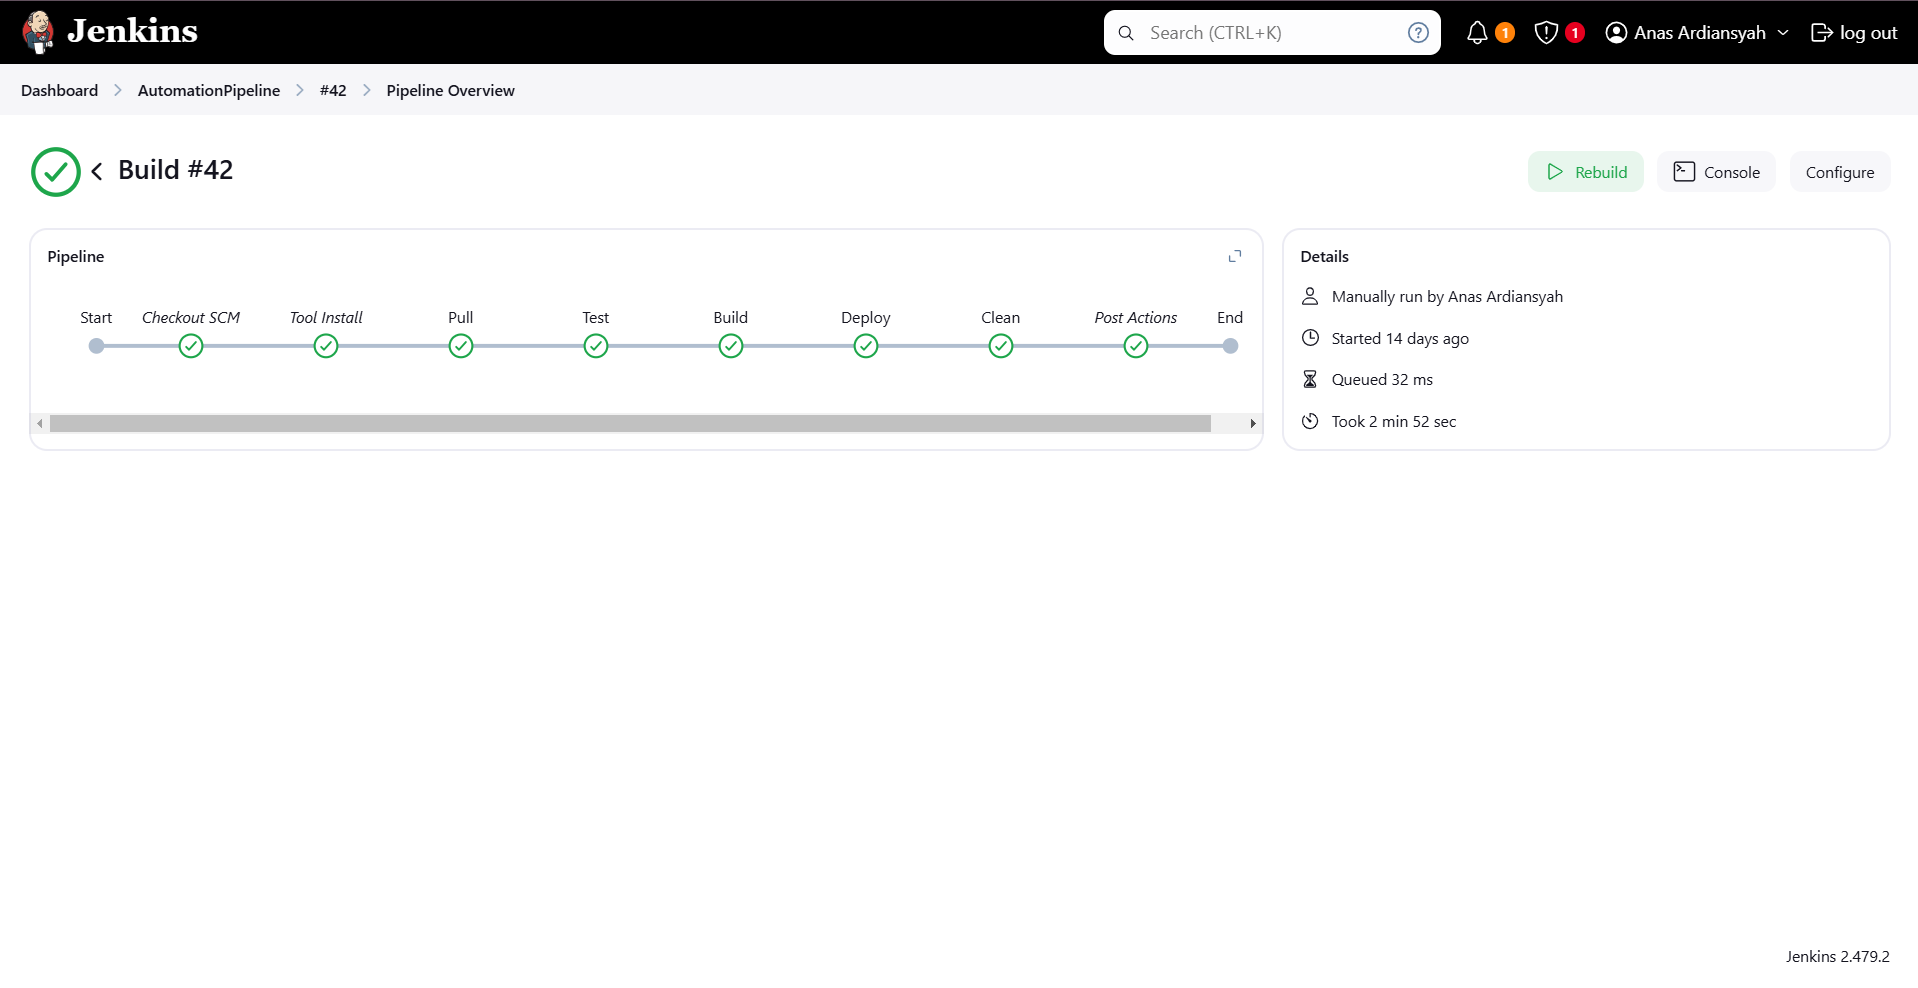 Jenkins
Search (CTRL+K)
?
1
1
Anas Ardiansyah
log out
Dashboard
AutomationPipeline
#42
Pipeline Overview
Build #42
Rebuild
Console
Configure
Pipeline
Start
Checkout SCM
Tool Install
Pull
Test
Build
Deploy
Clean
Post Actions
End
Details
Manually run by Anas Ardiansyah
Started 14 days ago
Queued 32 ms
Took 2 min 52 sec
Jenkins 2.479.2